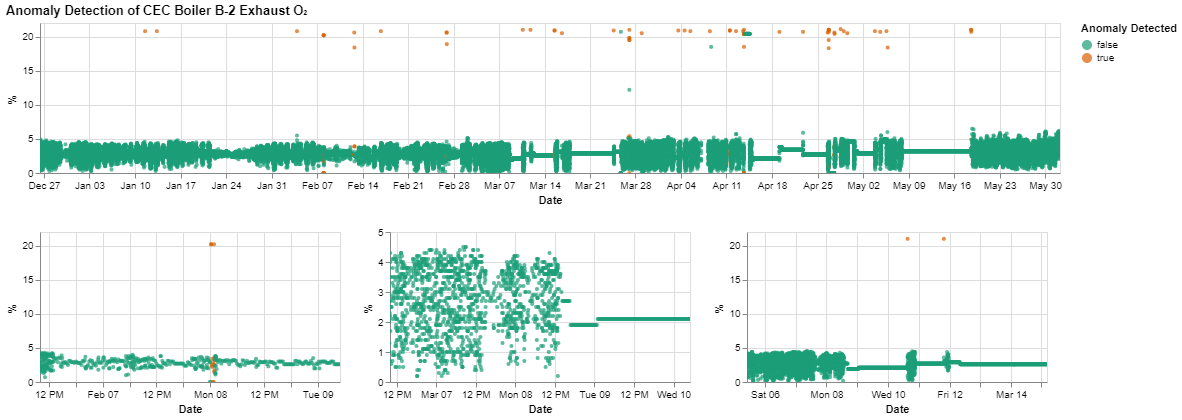 Anomaly Detection of CEC Boiler B-2 Exhaust O₂
Anomaly Detected
false
true
20
15
10
5
0
%
Dec 27 Jan 03 Jan 10 Jan 17 Jan 24 Jan 31 Feb 07 Feb 14 Feb 21 Feb 28 Mar 07 Mar 14 Mar 21 Mar 28 Apr 04 Apr 11 Apr 18 Apr 25 May 02 May 09 May 16 May 23 May 30
Date
20
15
10
5
0
%
12 PM Feb 07 12 PM Mon 08 12 PM Tue 09
Date
5
4
3
2
1
0
%
12 PM Mar 07 12 PM Mon 08 12 PM Tue 09 12 PM Wed 10
Date
20
15
10
5
0
%
Sat 06 Mon 08 Wed 10 Fri 12 Mar 14
Date